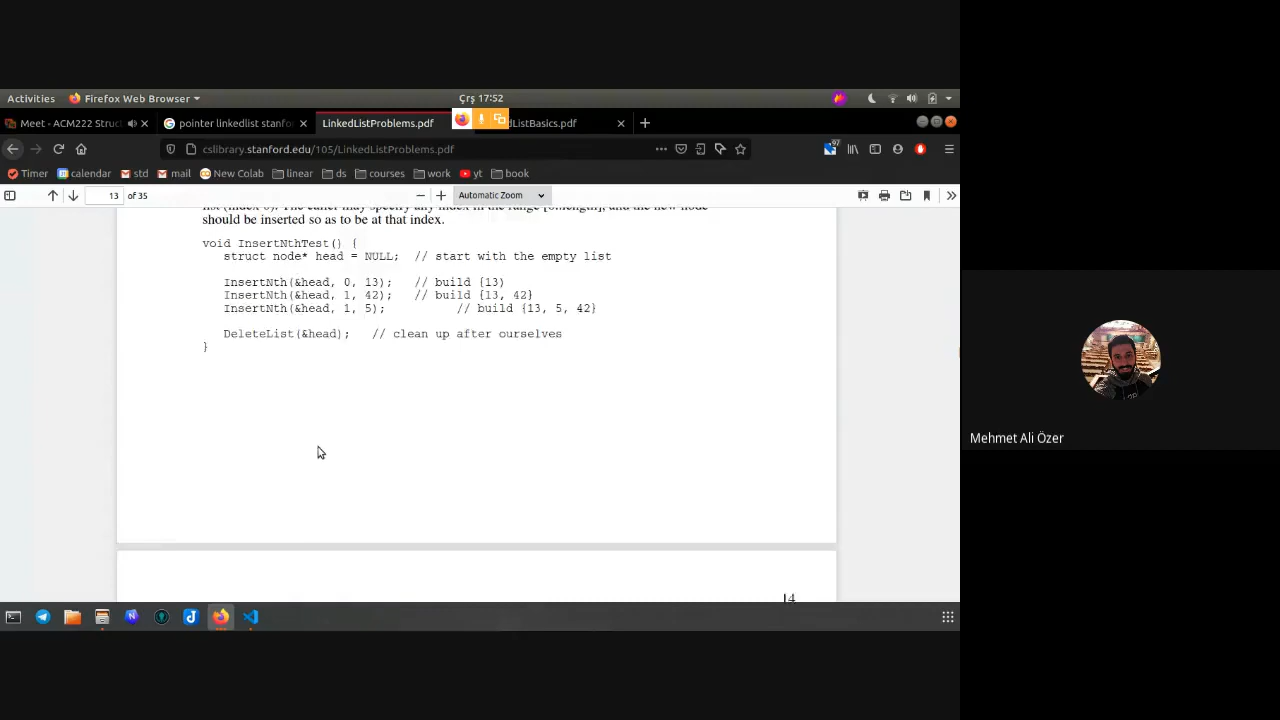 Activities Firefox Web Browser Çrş 17:52
Meet - ACM222 Struct pointer linkedlist stanfo LinkedListProblems.pdf dListBasics.pdf
cslibrary.stanford.edu/105/LinkedListProblems.pdf 97
Timer calendar std mail New Colab linear ds courses work yt book
13 of 35 Automatic Zoom
should be inserted so as to be at that index.
void InsertNthTest() {
struct node* head = NULL; // start with the empty list
InsertNth(&head, 0, 13); // build {13)
InsertNth(&head, 1, 42); // build {13, 42}
InsertNth(&head, 1, 5); // build {13, 5, 42}
DeleteList(&head); // clean up after ourselves
}
14
Mehmet Ali Özer